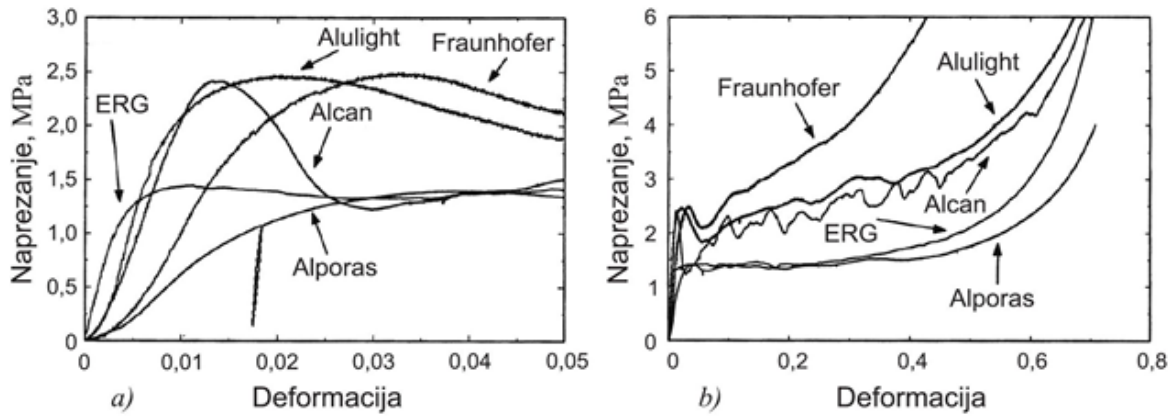 3,0
2,5
2,0
1,5
1,0
0,5
0
Naprezanje, MPa
ERG
Alulight
Fraunhofer
Alcan
Alporas
0
0,01
0,02
0,03
0,04
0,05
a)
Deformacija
6
5
4
3
2
1
0
Naprezanje, MPa
Fraunhofer
Alulight
Alcan
ERG
Alporas
0
0,2
0,4
0,6
0,8
b)
Deformacija